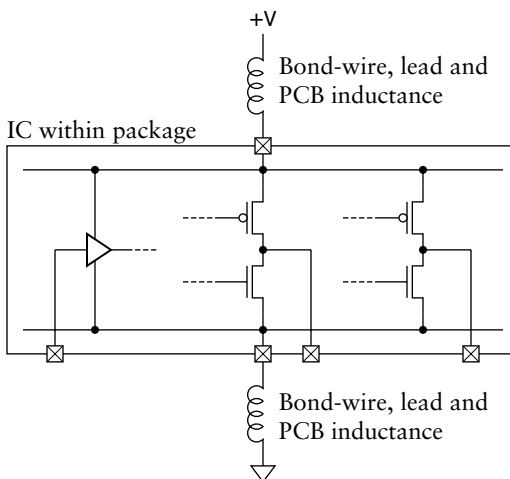 +V
Bond-wire, lead and
PCB inductance
IC within package
Bond-wire, lead and
PCB inductance